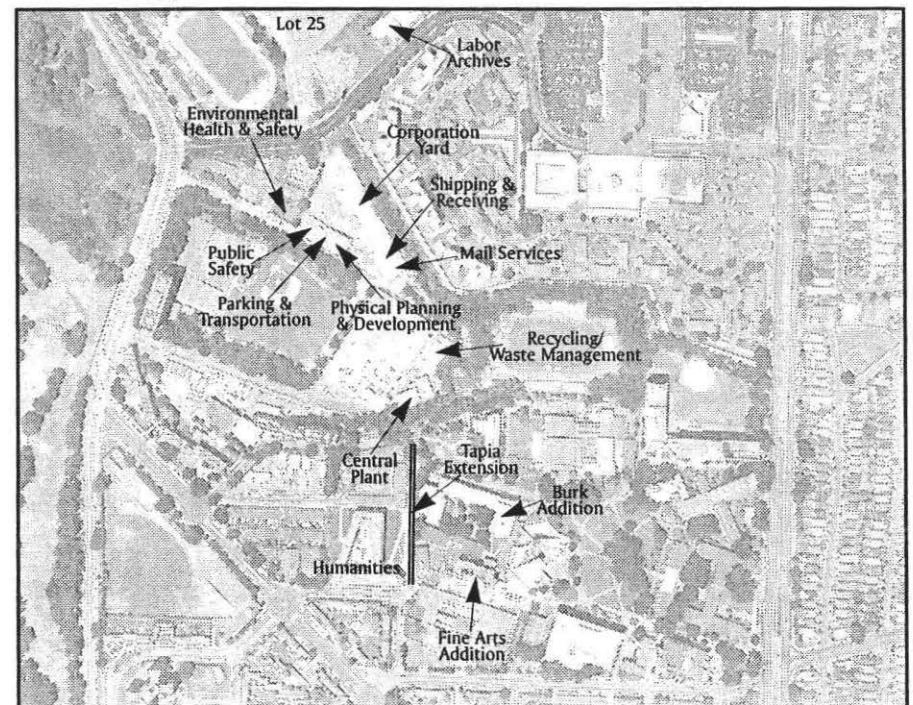 Lot 25
Labor
Archives
Environmental
Health & Safety
Corporation
Yard
Shipping &
Receiving
Public
Safety
Mail Services
Parking &
Transportation
Physical Planning
& Development
Recycling/
Waste Management
Central
Plant
Tapia
Extension
Burk
Addition
Humanities
Fine Arts
Addition